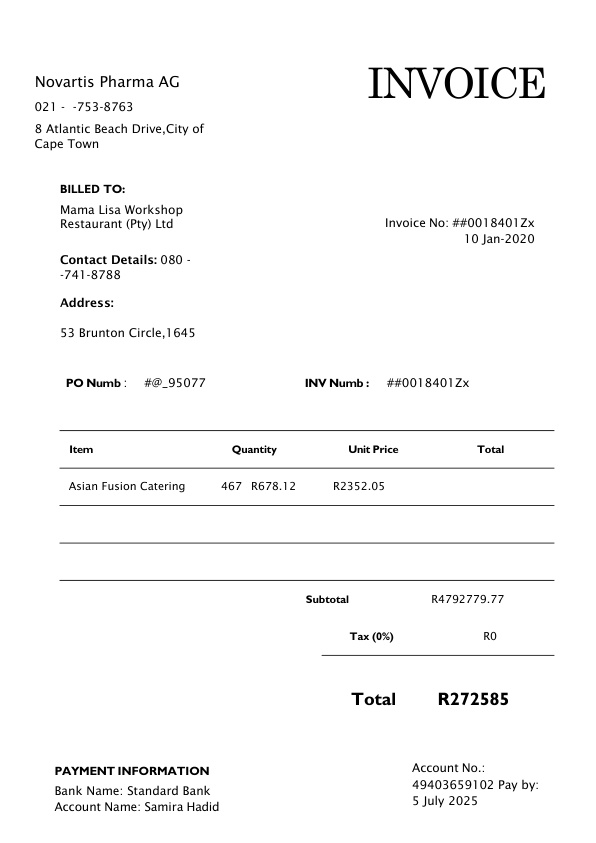 Novartis Pharma AG
INVOICE
021 -  -753-8763
8 Atlantic Beach Drive,City of
Cape Town
BILLED TO:
Mama Lisa Workshop
Restaurant (Pty) Ltd
Invoice No: ##0018401Zx
10 Jan-2020
Contact Details: 080 -
-741-8788
Address:
53 Brunton Circle,1645
PO Numb :   #@_95077   INV Numb :   ##0018401Zx
Item   Quantity   Unit Price   Total
Asian Fusion Catering   467   R678.12   R2352.05
Subtotal   R4792779.77
Tax (0%)   R0
Total   R272585
PAYMENT INFORMATION
Bank Name: Standard Bank
Account Name: Samira Hadid
Account No.:
49403659102 Pay by:
5 July 2025